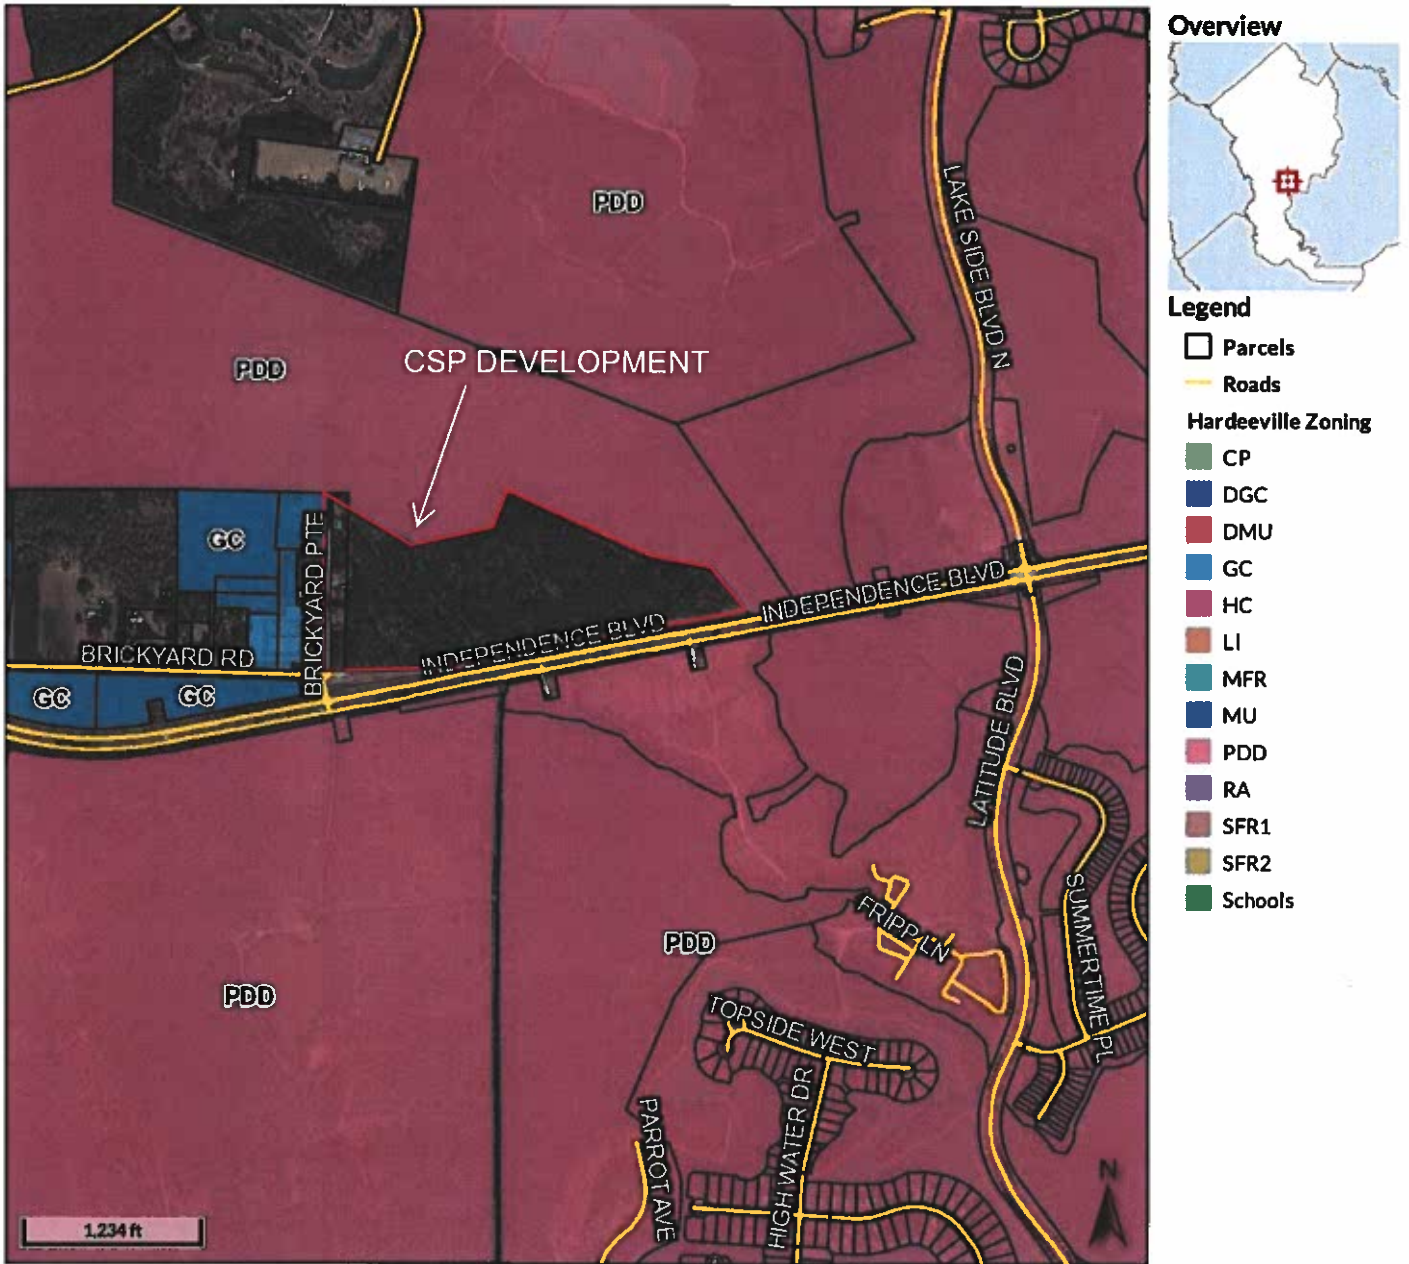 PDD
LAKE SIDE BLVD N
PDD
CSP DEVELOPMENT
GC
BRICKYARD PTE
INDEPENDENCE BLVD
INDEPENDENCE BLVD
BRICKYARD RD
GC
GC
LATITUDE BLVD
SUMMERTIME PL
FRIPP LN
PDD
PDD
TOPSIDE WEST
HIGH WATER DR
PARROT AVE
1,234 ft
N
Overview
Legend
Parcels
Roads
Hardeeville Zoning
CP
DGC
DMU
GC
HC
LI
MFR
MU
PDD
RA
SFR1
SFR2
Schools